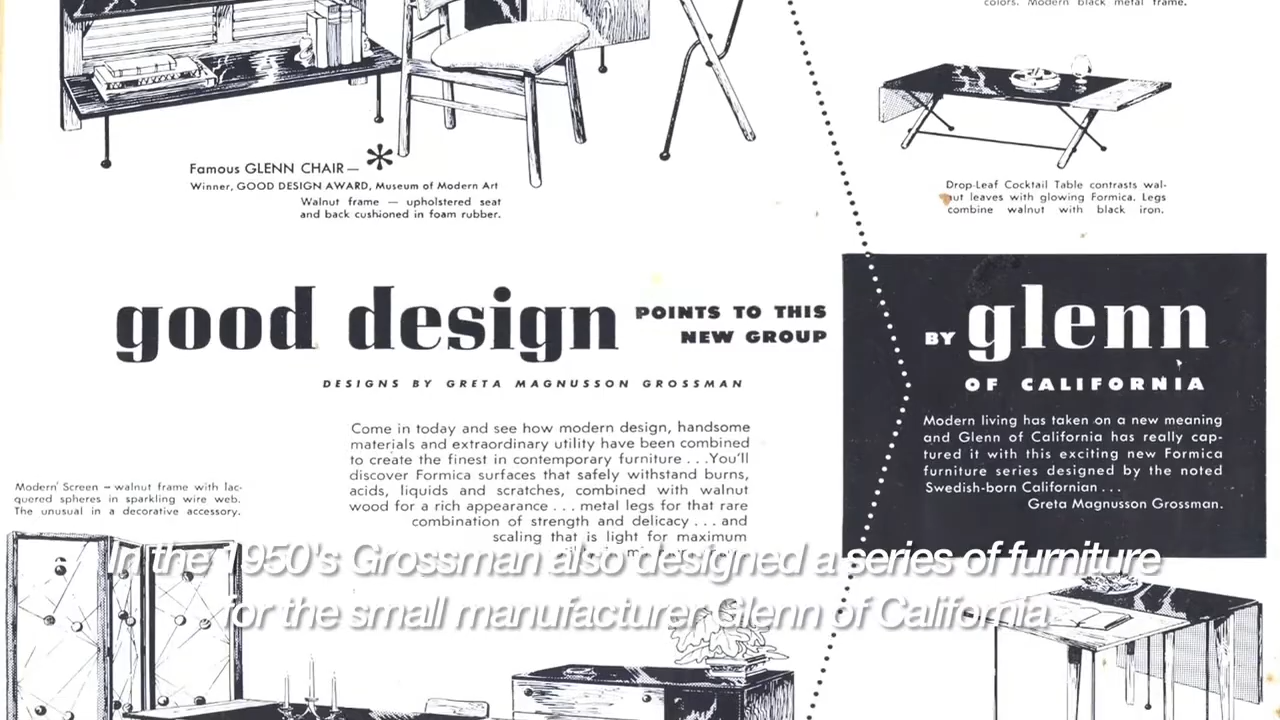 colors. Modern black metal frame.
Famous GLENN CHAIR—*
Winner, GOOD DESIGN AWARD, Museum of Modern Art
Walnut frame — upholstered seat
and back cushioned in foam rubber.
Drop-Leaf Cocktail Table contrasts wal-
nut leaves with glowing Formica. Legs
combine walnut with black iron.
good design POINTS TO THIS
NEW GROUP
BY glenn
OF CALIFORNIA
DESIGNS BY GRETA MAGNUSSON GROSSMAN
Come in today and see how modern design, handsome
materials and extraordinary utility have been combined
to create the finest in contemporary furniture . . .You'll
discover Formica surfaces that safely withstand burns,
acids, liquids and scratches, combined with walnut
wood for a rich appearance . . . metal legs for that rare
combination of strength and delicacy . . . and
scaling that is light for maximum
Modern living has taken on a new meaning
and Glenn of California has really cap-
tured it with this exciting new Formica
furniture series designed by the noted
Swedish-born Californian . . .
Greta Magnusson Grossman.
Modern Screen – walnut frame with lac-
quered spheres in sparkling wire web.
The unusual in a decorative accessory.
In the 1950's Grossman also designed a series of furniture
for the small manufacturer Glenn of California